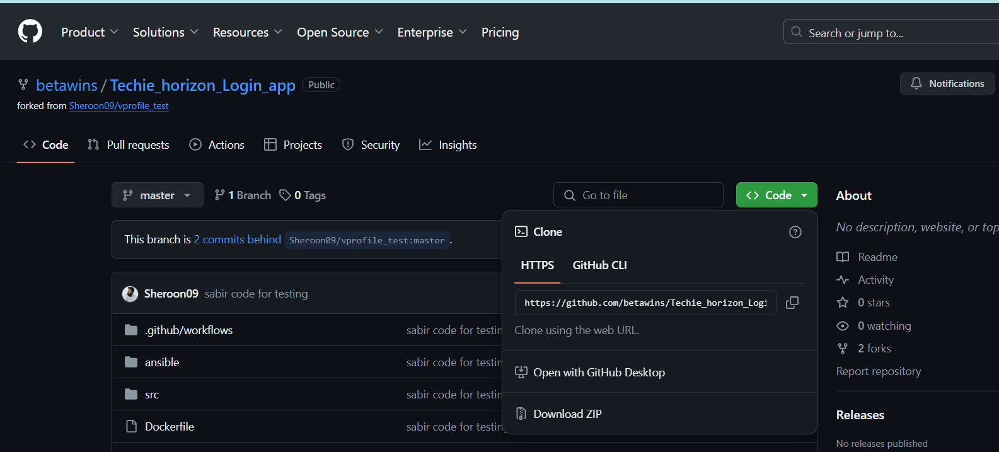 Product Solutions Resources Open Source Enterprise Pricing Search or jump to...
betawins / Techie_horizon_Login_app Public Notifications
forked from Sheroon09/vprofile_test
Code Pull requests Actions Projects Security Insights
master 1 Branch 0 Tags Go to file Code
This branch is 2 commits behind Sheroon09/vprofile_test:master .
Sheroon09 sabir code for testing
.github/workflows sabir code for testin
ansible sabir code for testin
src sabir code for testin
Dockerfile sabir code for testing
Clone
HTTPS GitHub CLI
https://github.com/betawins/Techie_horizon_Logi
Clone using the web URL.
Open with GitHub Desktop
Download ZIP
About
No description, website, or top
Readme
Activity
0 stars
0 watching
2 forks
Report repository
Releases
No releases published